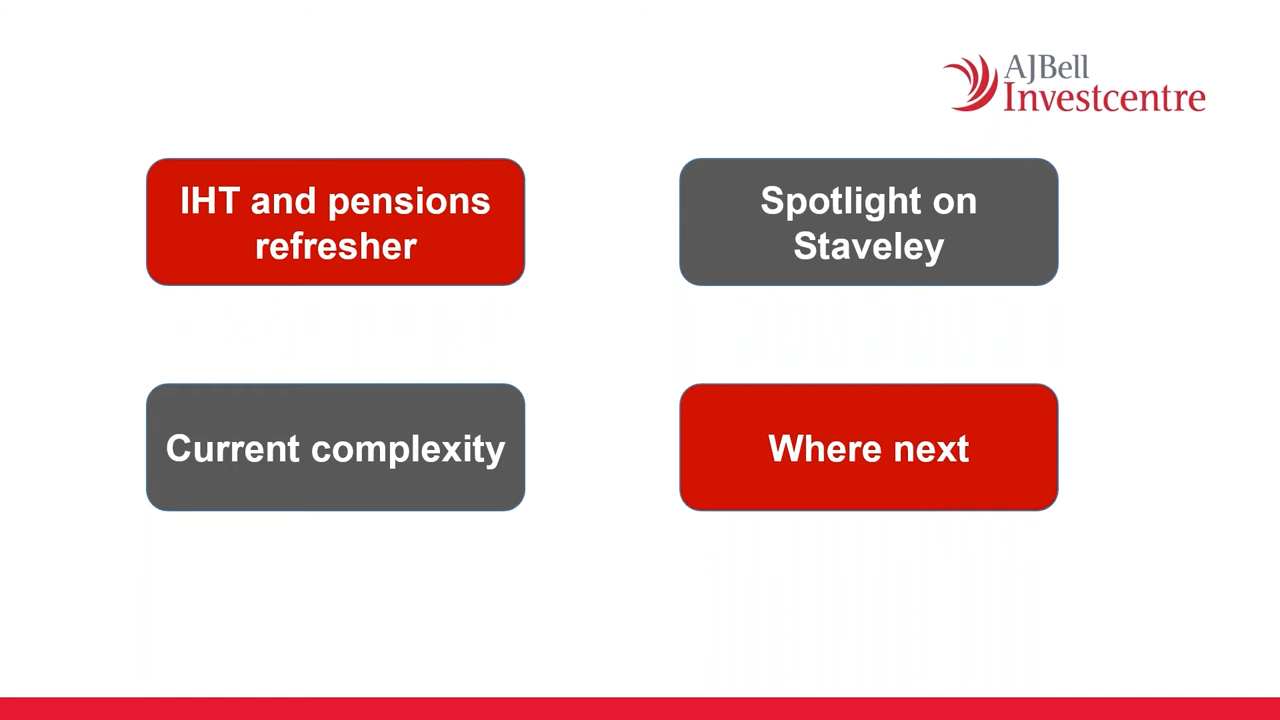 AJBell
Investcentre
IHT and pensions
refresher
Spotlight on
Staveley
Current complexity
Where next